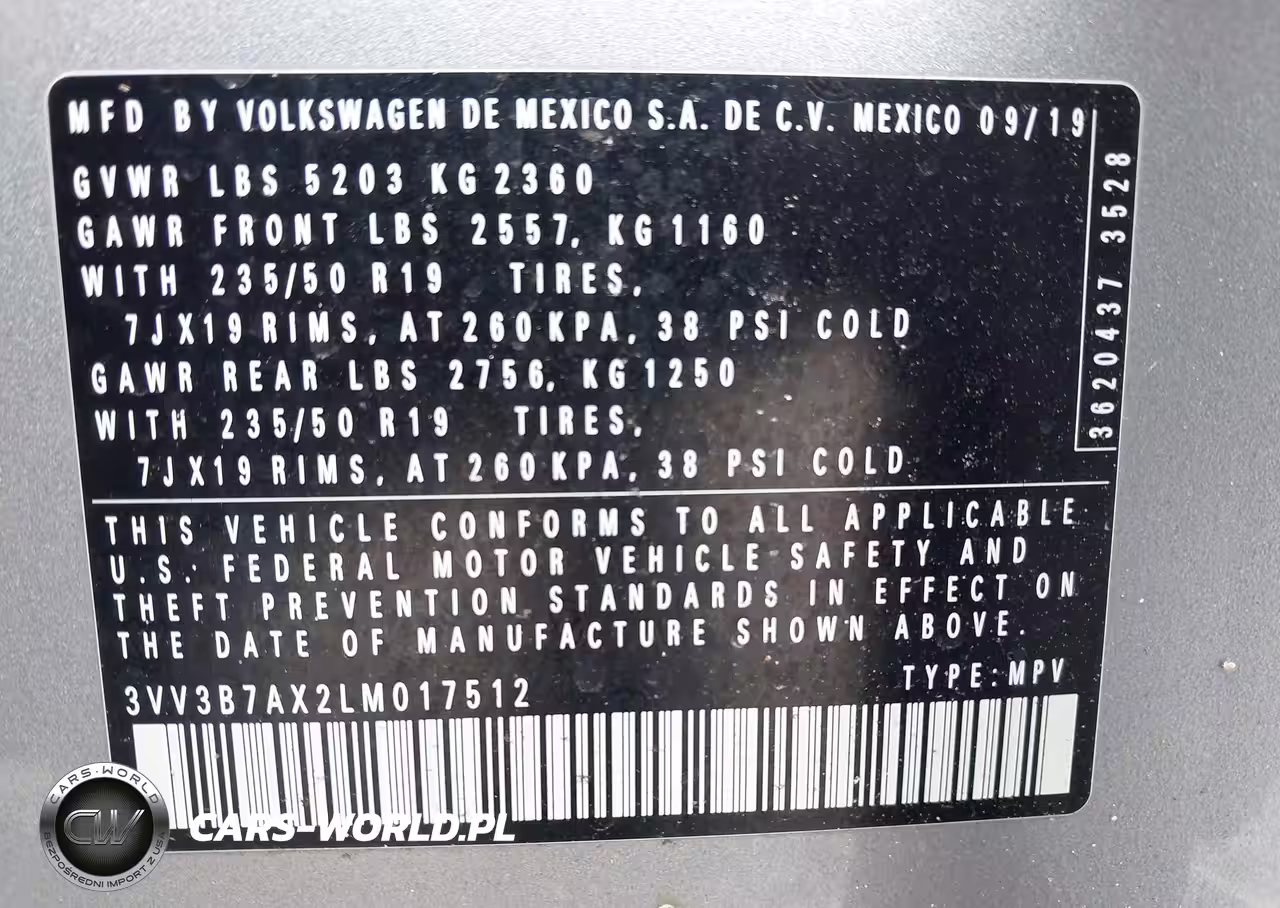 MFD BY VOLKSWAGEN DE MEXICO S.A. DE C.V. MEXICO 09/19
GVWR LBS 5203 KG 2360
GAWR FRONT LBS 2557, KG 1160
WITH 235/50 R19 TIRES,
7JX19 RIMS, AT 260 KPA, 38 PSI COLD
GAWR REAR LBS 2756, KG 1250
WITH 235/50 R19 TIRES,
7JX19 RIMS, AT 260 KPA, 38 PSI COLD
3620437 3528
THIS VEHICLE CONFORMS TO ALL APPLICABLE
U.S. FEDERAL MOTOR VEHICLE SAFETY AND
THEFT PREVENTION STANDARDS IN EFFECT ON
THE DATE OF MANUFACTURE SHOWN ABOVE.
TYPE: MPV
3VV3B7AX2LM017512
CARS-WORLD
CW
BEZPOŚREDNI IMPORT Z USA
CARS-WORLD.PL